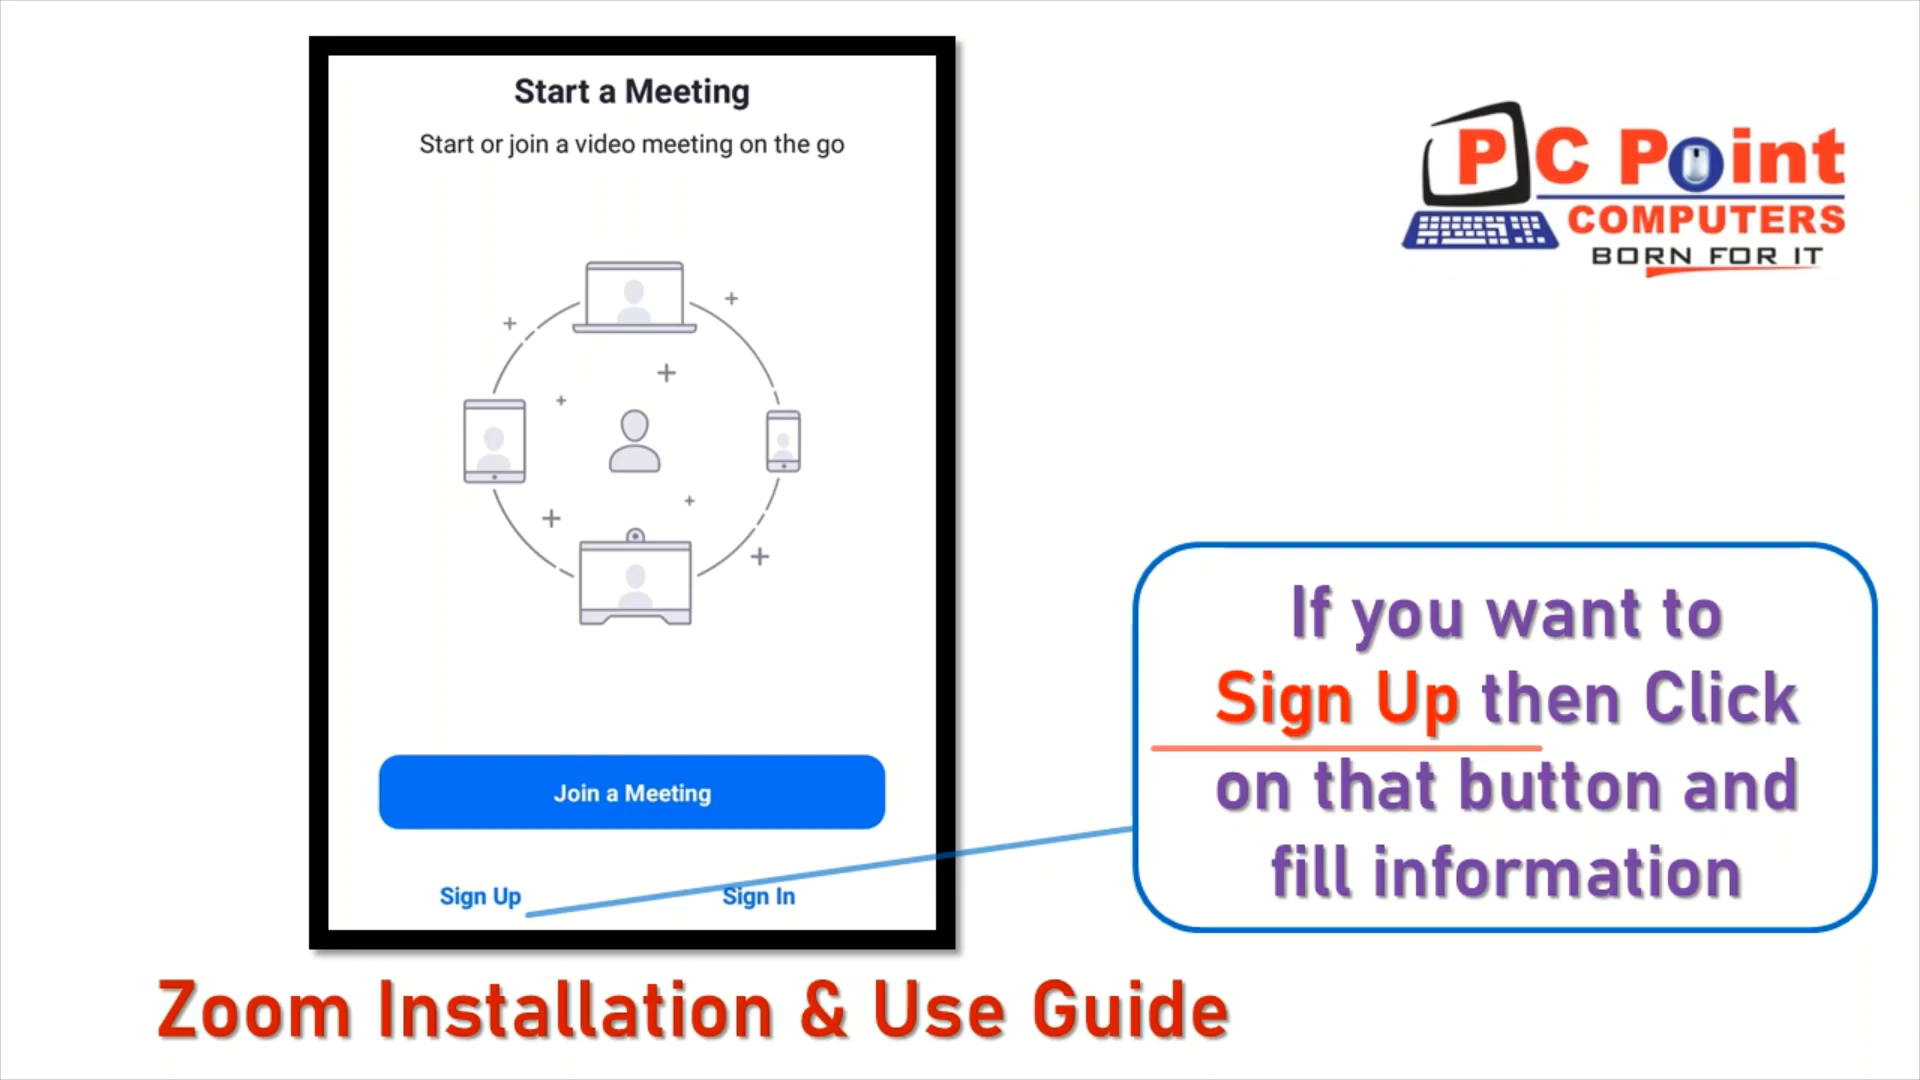 Start a Meeting
Start or join a video meeting on the go
PC Point
COMPUTERS
BORN FOR IT
If you want to
Sign Up then Click
on that button and
fill information
Join a Meeting
Sign Up
Sign In
Zoom Installation & Use Guide